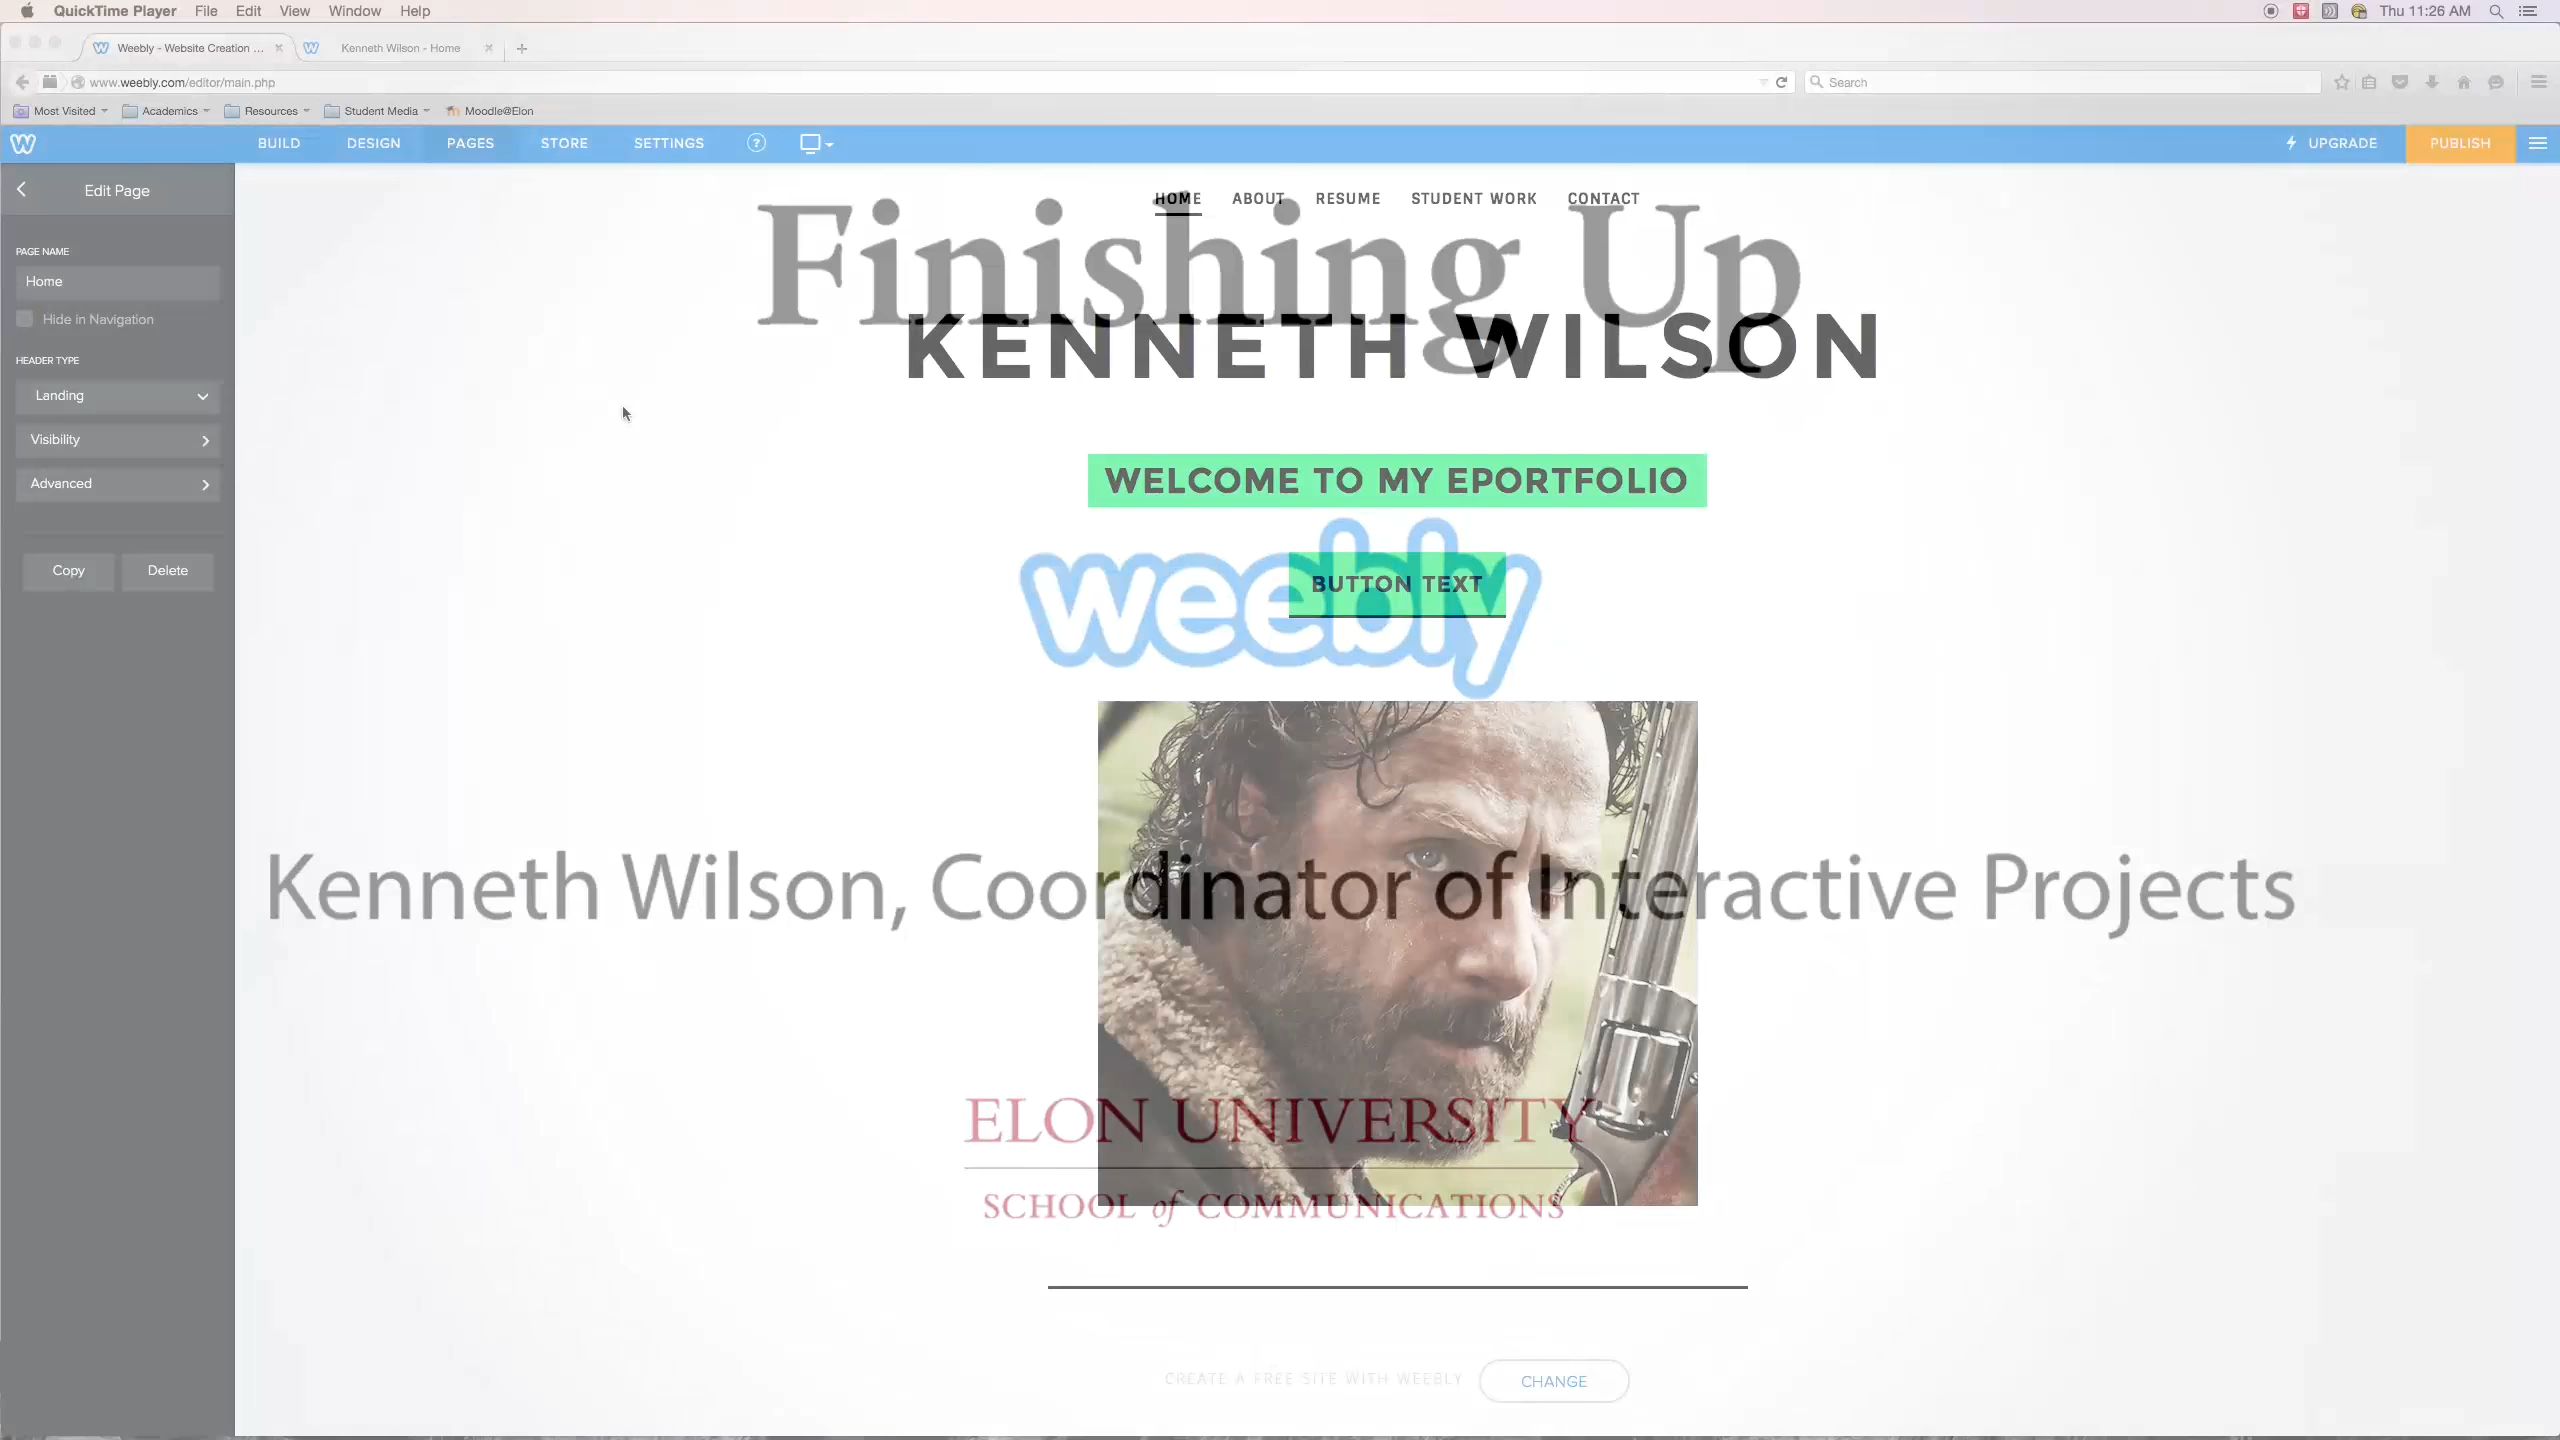 QuickTime Player File Edit View Window Help Thu 11:26 AM
Weebly - Website Creation ... Kenneth Wilson - Home
www.weebly.com/editor/main.php Search
Most Visited Academics Resources Student Media Moodle@Elon
BUILD DESIGN PAGES STORE SETTINGS ? UPGRADE PUBLISH
Edit Page
HOME ABOUT RESUME STUDENT WORK CONTACT
PAGE NAME
Home
Hide in Navigation
HEADER TYPE
Landing
Visibility
Advanced
Copy Delete
Finishing Up
KENNETH WILSON
WELCOME TO MY EPORTFOLIO
BUTTON TEXT
weebly
Kenneth Wilson, Coordinator of Interactive Projects
ELON UNIVERSITY
SCHOOL of COMMUNICATIONS
CREATE A FREE SITE WITH WEEBLY CHANGE